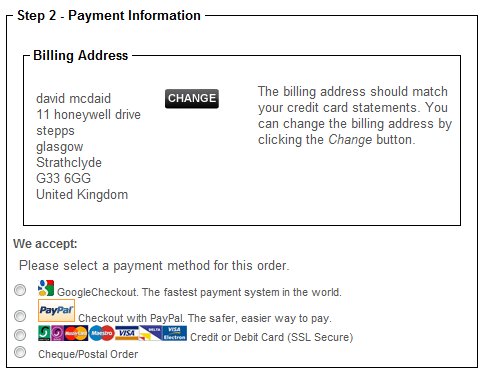 Step 2 - Payment Information
Billing Address
david mcdaid
11 honeywell drive
stepps
glasgow
Strathclyde
G33 6GG
United Kingdom
CHANGE
The billing address should match
your credit card statements. You
can change the billing address by
clicking the Change button.
We accept:
Please select a payment method for this order.
GoogleCheckout. The fastest payment system in the world.
PayPal Checkout with PayPal. The safer, easier way to pay.
MasterCard Maestro VISA DELTA VISA Electron Credit or Debit Card (SSL Secure)
Cheque/Postal Order